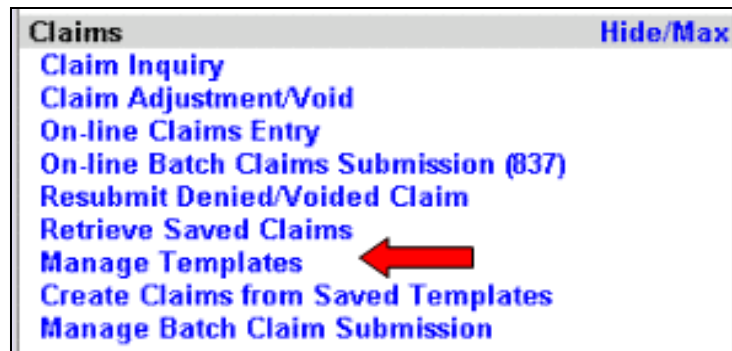 Claims Hide/Max
Claim Inquiry
Claim Adjustment/Void
On-line Claims Entry
On-line Batch Claims Submission (837)
Resubmit Denied/Voided Claim
Retrieve Saved Claims
Manage Templates
Create Claims from Saved Templates
Manage Batch Claim Submission